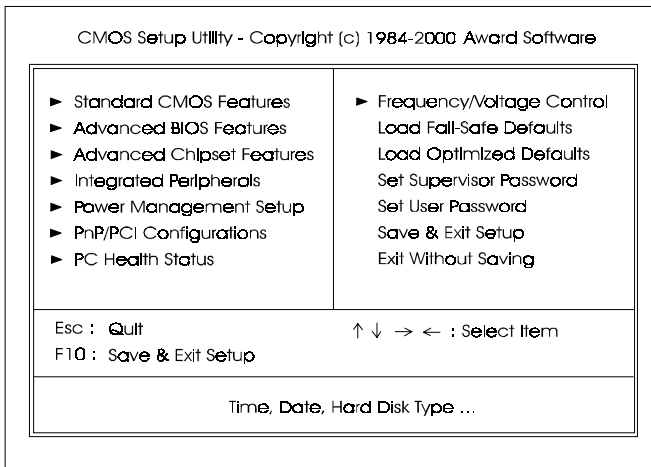 CMOS Setup Utility - Copyright (c) 1984-2000 Award Software
► Standard CMOS Features
► Advanced BIOS Features
► Advanced Chipset Features
► Integrated Peripherals
► Power Management Setup
► PnP/PCI Configurations
► PC Health Status
► Frequency/Voltage Control
Load Fail-Safe Defaults
Load Optimized Defaults
Set Supervisor Password
Set User Password
Save & Exit Setup
Exit Without Saving
Esc : Quit
F10 : Save & Exit Setup
↑ ↓ → ← : Select Item
Time, Date, Hard Disk Type ...